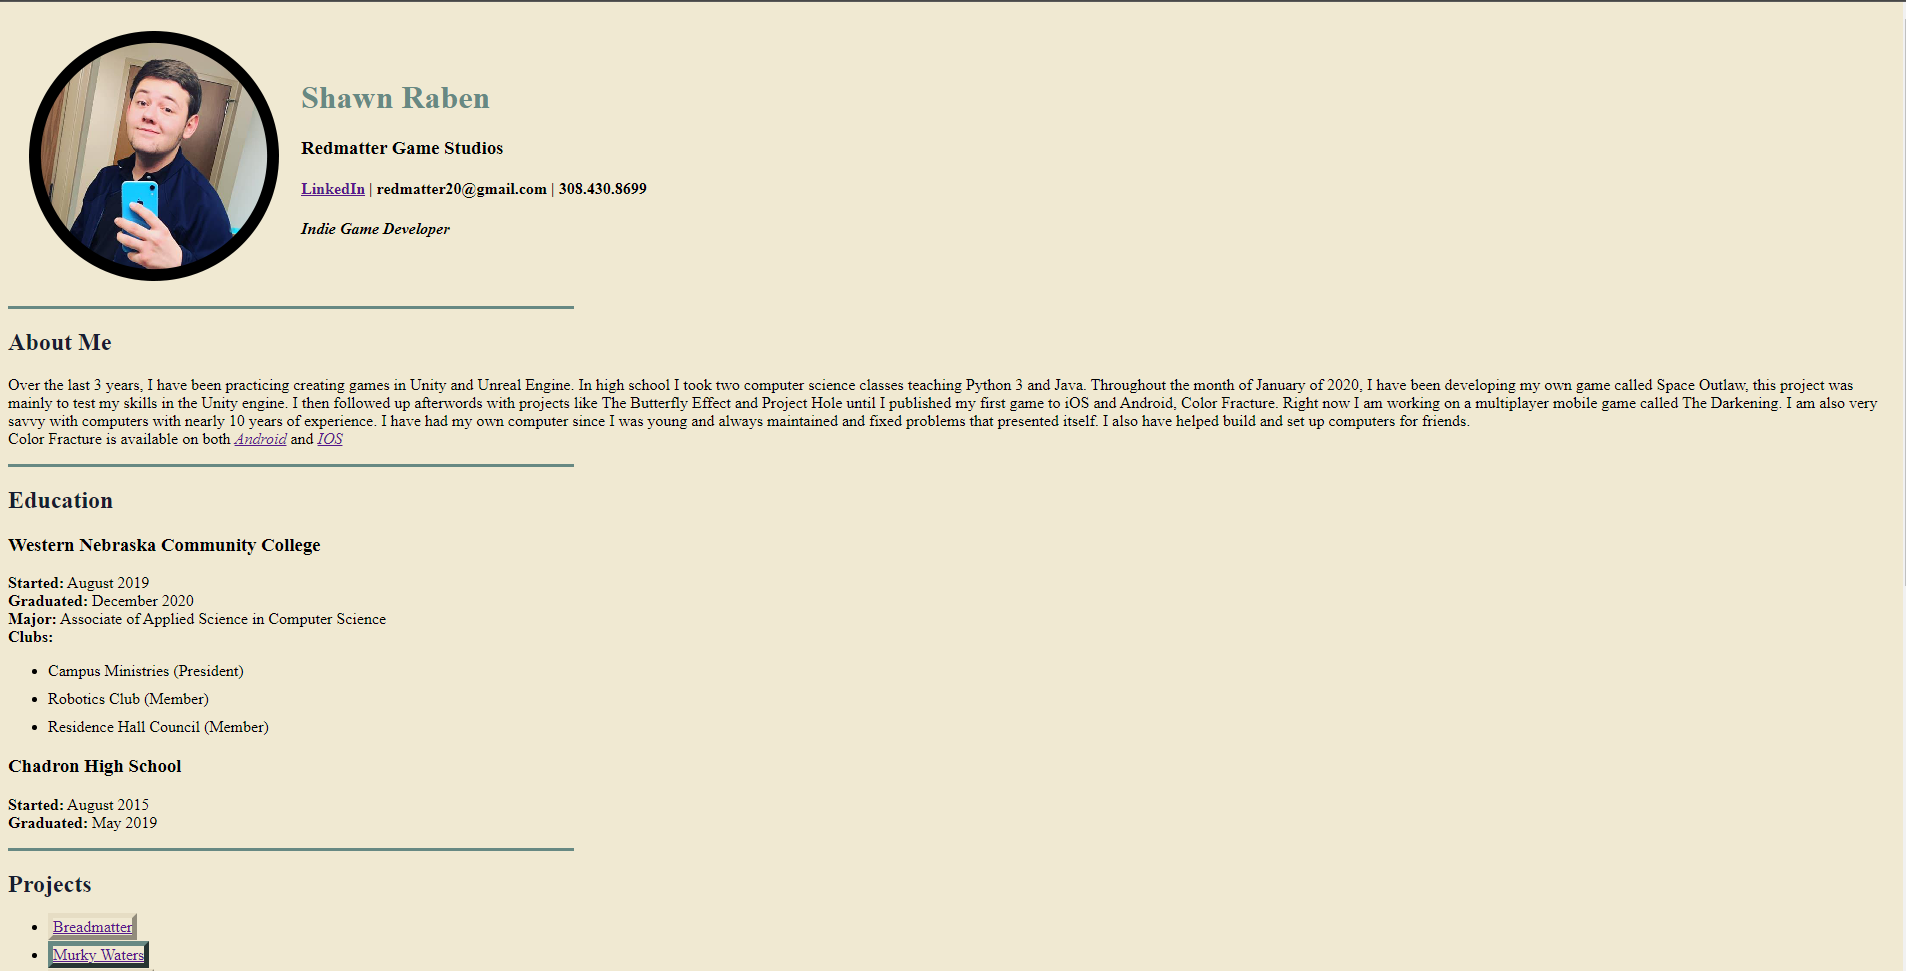 Shawn Raben
Redmatter Game Studios
LinkedIn | redmatter20@gmail.com | 308.430.8699
Indie Game Developer
About Me
Over the last 3 years, I have been practicing creating games in Unity and Unreal Engine. In high school I took two computer science classes teaching Python 3 and Java. Throughout the month of January of 2020, I have been developing my own game called Space Outlaw, this project was
mainly to test my skills in the Unity engine. I then followed up afterwords with projects like The Butterfly Effect and Project Hole until I published my first game to iOS and Android, Color Fracture. Right now I am working on a multiplayer mobile game called The Darkening. I am also very
savvy with computers with nearly 10 years of experience. I have had my own computer since I was young and always maintained and fixed problems that presented itself. I also have helped build and set up computers for friends.
Color Fracture is available on both Android and IOS
Education
Western Nebraska Community College
Started: August 2019
Graduated: December 2020
Major: Associate of Applied Science in Computer Science
Clubs:
• Campus Ministries (President)
• Robotics Club (Member)
• Residence Hall Council (Member)
Chadron High School
Started: August 2015
Graduated: May 2019
Projects
• Breadmatter
• Murky Waters